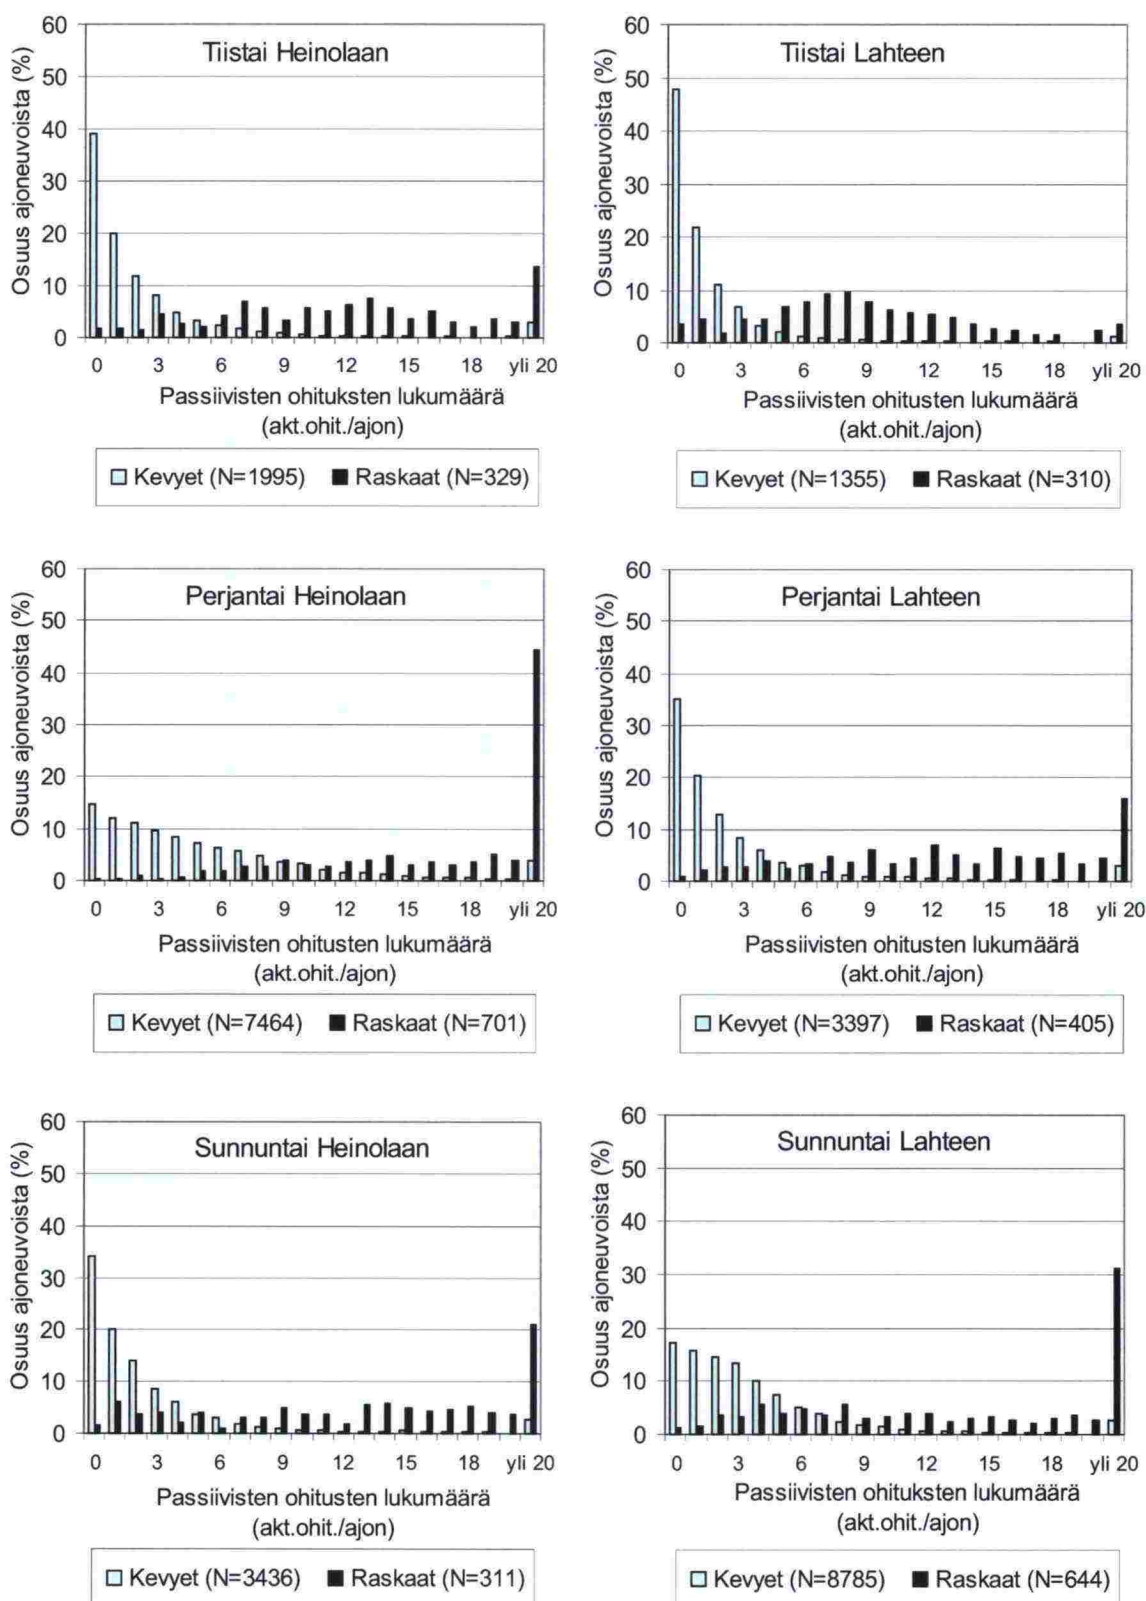 Tiistai Heinolaan
Osuus ajoneuvoista (%)
60
50
40
30
20
10
0
0 3 6 9 12 15 18 yli 20
Passiivisten ohituksten lukumäärä
(akt.ohit./ajon)
Kevyet (N=1995) Raskaat (N=329)
Tiistai Lahteen
Osuus ajoneuvoista (%)
60
50
40
30
20
10
0
0 3 6 9 12 15 18 yli 20
Passiivisten ohitusten lukumäärä
(akt.ohit./ajon)
Kevyet (N=1355) Raskaat (N=310)
Perjantai Heinolaan
Osuus ajoneuvoista (%)
60
50
40
30
20
10
0
0 3 6 9 12 15 18 yli 20
Passiivisten ohitusten lukumäärä
(akt.ohit./ajon)
Kevyet (N=7464) Raskaat (N=701)
Perjantai Lahteen
Osuus ajoneuvoista (%)
60
50
40
30
20
10
0
0 3 6 9 12 15 18 yli 20
Passiivisten ohitusten lukumäärä
(akt.ohit./ajon)
Kevyet (N=3397) Raskaat (N=405)
Sunnuntai Heinolaan
Osuus ajoneuvoista (%)
60
50
40
30
20
10
0
0 3 6 9 12 15 18 yli 20
Passiivisten ohitusten lukumäärä
(akt.ohit./ajon)
Kevyet (N=3436) Raskaat (N=311)
Sunnuntai Lahteen
Osuus ajoneuvoista (%)
60
50
40
30
20
10
0
0 3 6 9 12 15 18 yli 20
Passiivisten ohituksten lukumäärä
(akt.ohit./ajon)
Kevyet (N=8785) Raskaat (N=644)